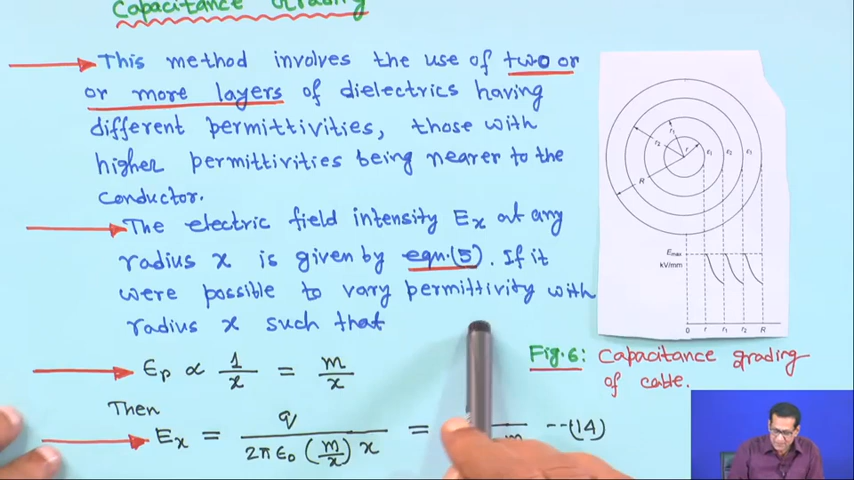 Capacitance Grading
This method involves the use of two or
or more layers of dielectrics having
different permittivities, those with
higher permittivities being nearer to the
conductor.
The electric field intensity Ex at any
radius x is given by eqn.(5). If it
were possible to vary permittivity with
radius x such that
εp ∝ 1/x = m/x
Then
Ex = q / 2πε0 (m/x) x = m --(14)
r1
r2
r
ε1 ε2 ε3
R
Emax
kV/mm
0 r r1 r2 R
Fig.6: Capacitance grading
of cable.